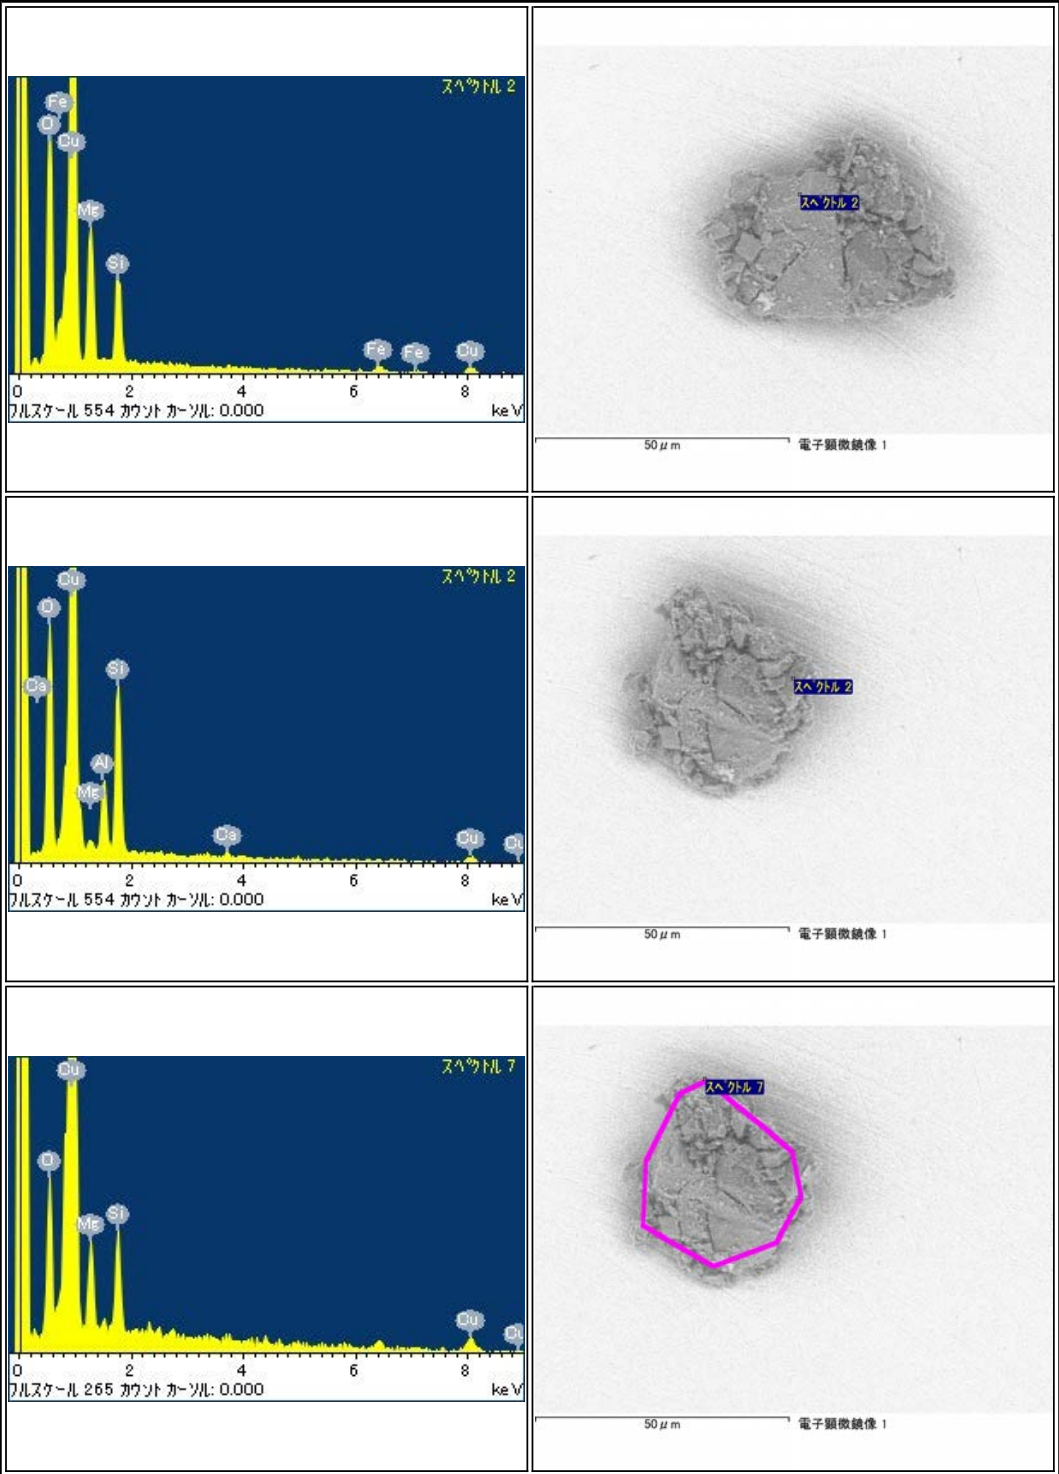 スペクトル 2
Fe
O
Cu
Mg
Si
Fe
Fe
Cu
0 2 4 6 8
フルスケール 554 カウント カーソル: 0.000 keV
スペクトル 2
50μm 電子顕微鏡像 1
スペクトル 2
Cu
O
Si
Ca
Al
Mg
Ca
Cu
0 2 4 6 8
フルスケール 554 カウント カーソル: 0.000 keV
スペクトル 2
50μm 電子顕微鏡像 1
スペクトル 7
Cu
O
Mg
Si
Cu
0 2 4 6 8
フルスケール 265 カウント カーソル: 0.000 keV
スペクトル 7
50μm 電子顕微鏡像 1